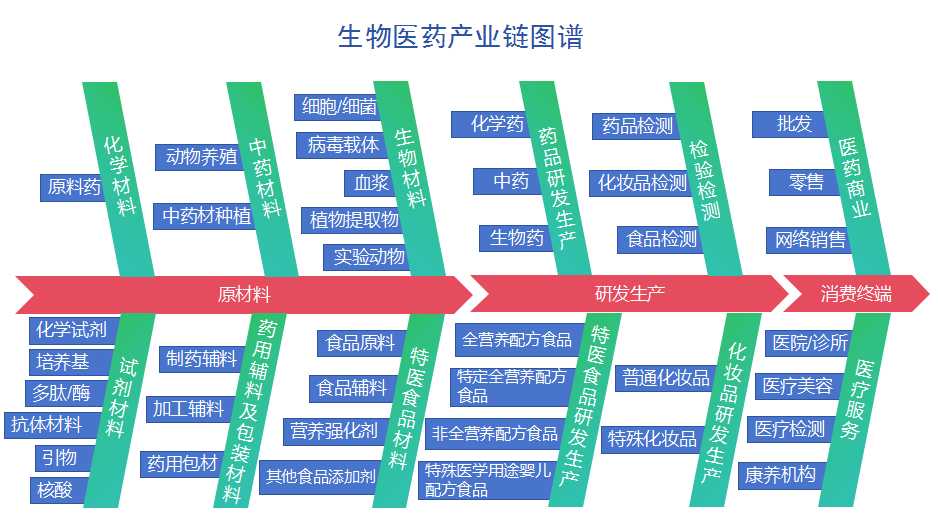 生物医药产业链图谱
化学材料
原料药
中药材料
动物养殖
中药材种植
生物材料
细胞/细菌
病毒载体
血浆
植物提取物
实验动物
药品研发生产
化学药
中药
生物药
检验检测
药品检测
化妆品检测
食品检测
医药商业
批发
零售
网络销售
原材料
研发生产
消费终端
试剂材料
化学试剂
培养基
多肽/酶
抗体材料
引物
核酸
药用辅料及包装材料
制药辅料
加工辅料
药用包材
特医食品材料
食品原料
食品辅料
营养强化剂
其他食品添加剂
特医食品研发生产
全营养配方食品
特定全营养配方
食品
非全营养配方食品
特殊医学用途婴儿
配方食品
化妆品研发生产
普通化妆品
特殊化妆品
医疗服务
医院/诊所
医疗美容
医疗检测
康养机构